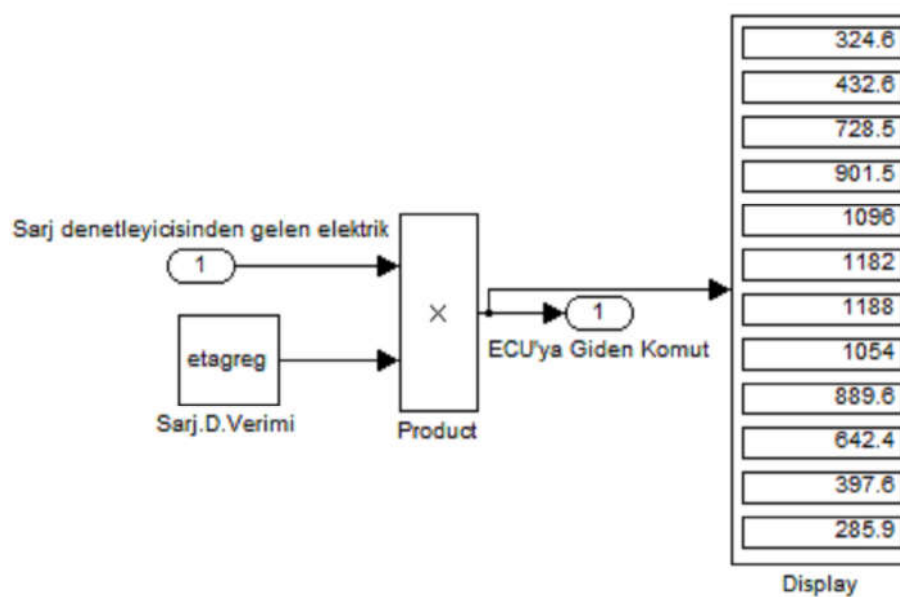 Sarj denetleyicisinden gelen elektrik
1
etagreg
Sarj.D.Verimi
Product
1
ECU'ya Giden Komut
324.6
432.6
728.5
901.5
1096
1182
1188
1054
889.6
642.4
397.6
285.9
Display